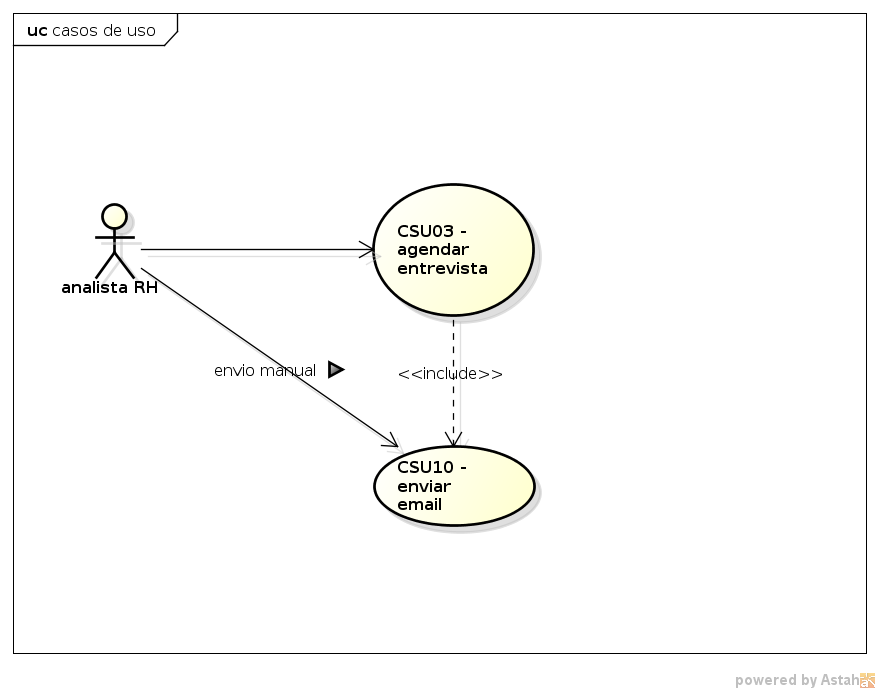 uc casos de uso
CSU03 -
agendar
entrevista
analista RH
envio manual
<<include>>
CSU10 -
enviar
email
powered by Astah